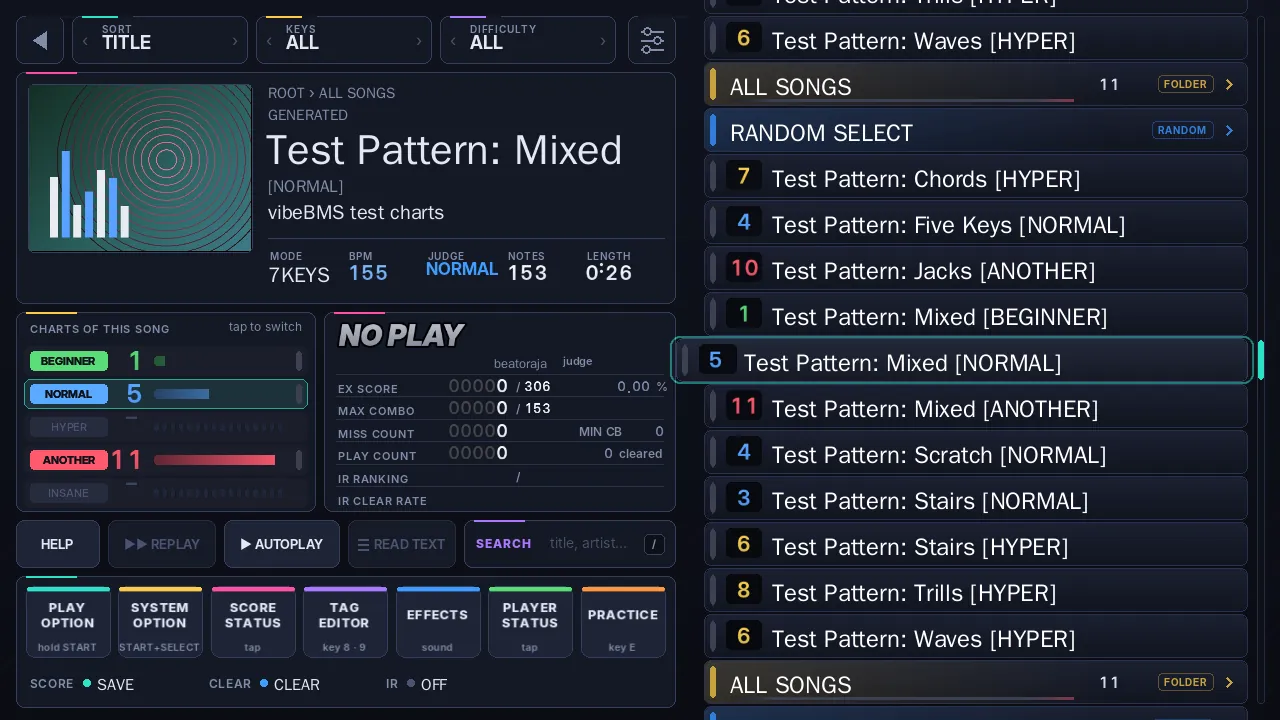 SORT
TITLE
KEYS
ALL
DIFFICULTY
ALL
ROOT › ALL SONGS
GENERATED
Test Pattern: Mixed
[NORMAL]
vibeBMS test charts
MODE
7KEYS
BPM
155
JUDGE
NORMAL
NOTES
153
LENGTH
0:26
CHARTS OF THIS SONG
tap to switch
BEGINNER 1
NORMAL 5
HYPER
ANOTHER 11
INSANE
NO PLAY
beatoraja judge
EX SCORE 00000 / 306 0,00 %
MAX COMBO 00000 / 153
MISS COUNT 00000 MIN CB 0
PLAY COUNT 00000 0 cleared
IR RANKING /
IR CLEAR RATE
HELP
REPLAY
AUTOPLAY
READ TEXT
SEARCH title, artist... /
PLAY OPTION
hold START
SYSTEM OPTION
START+SELECT
SCORE STATUS
tap
TAG EDITOR
key 8 · 9
EFFECTS
sound
PLAYER STATUS
tap
PRACTICE
key E
SCORE SAVE
CLEAR CLEAR
IR OFF
6 Test Pattern: Waves [HYPER]
ALL SONGS 11 FOLDER
RANDOM SELECT RANDOM
7 Test Pattern: Chords [HYPER]
4 Test Pattern: Five Keys [NORMAL]
10 Test Pattern: Jacks [ANOTHER]
1 Test Pattern: Mixed [BEGINNER]
5 Test Pattern: Mixed [NORMAL]
11 Test Pattern: Mixed [ANOTHER]
4 Test Pattern: Scratch [NORMAL]
3 Test Pattern: Stairs [NORMAL]
6 Test Pattern: Stairs [HYPER]
8 Test Pattern: Trills [HYPER]
6 Test Pattern: Waves [HYPER]
ALL SONGS 11 FOLDER